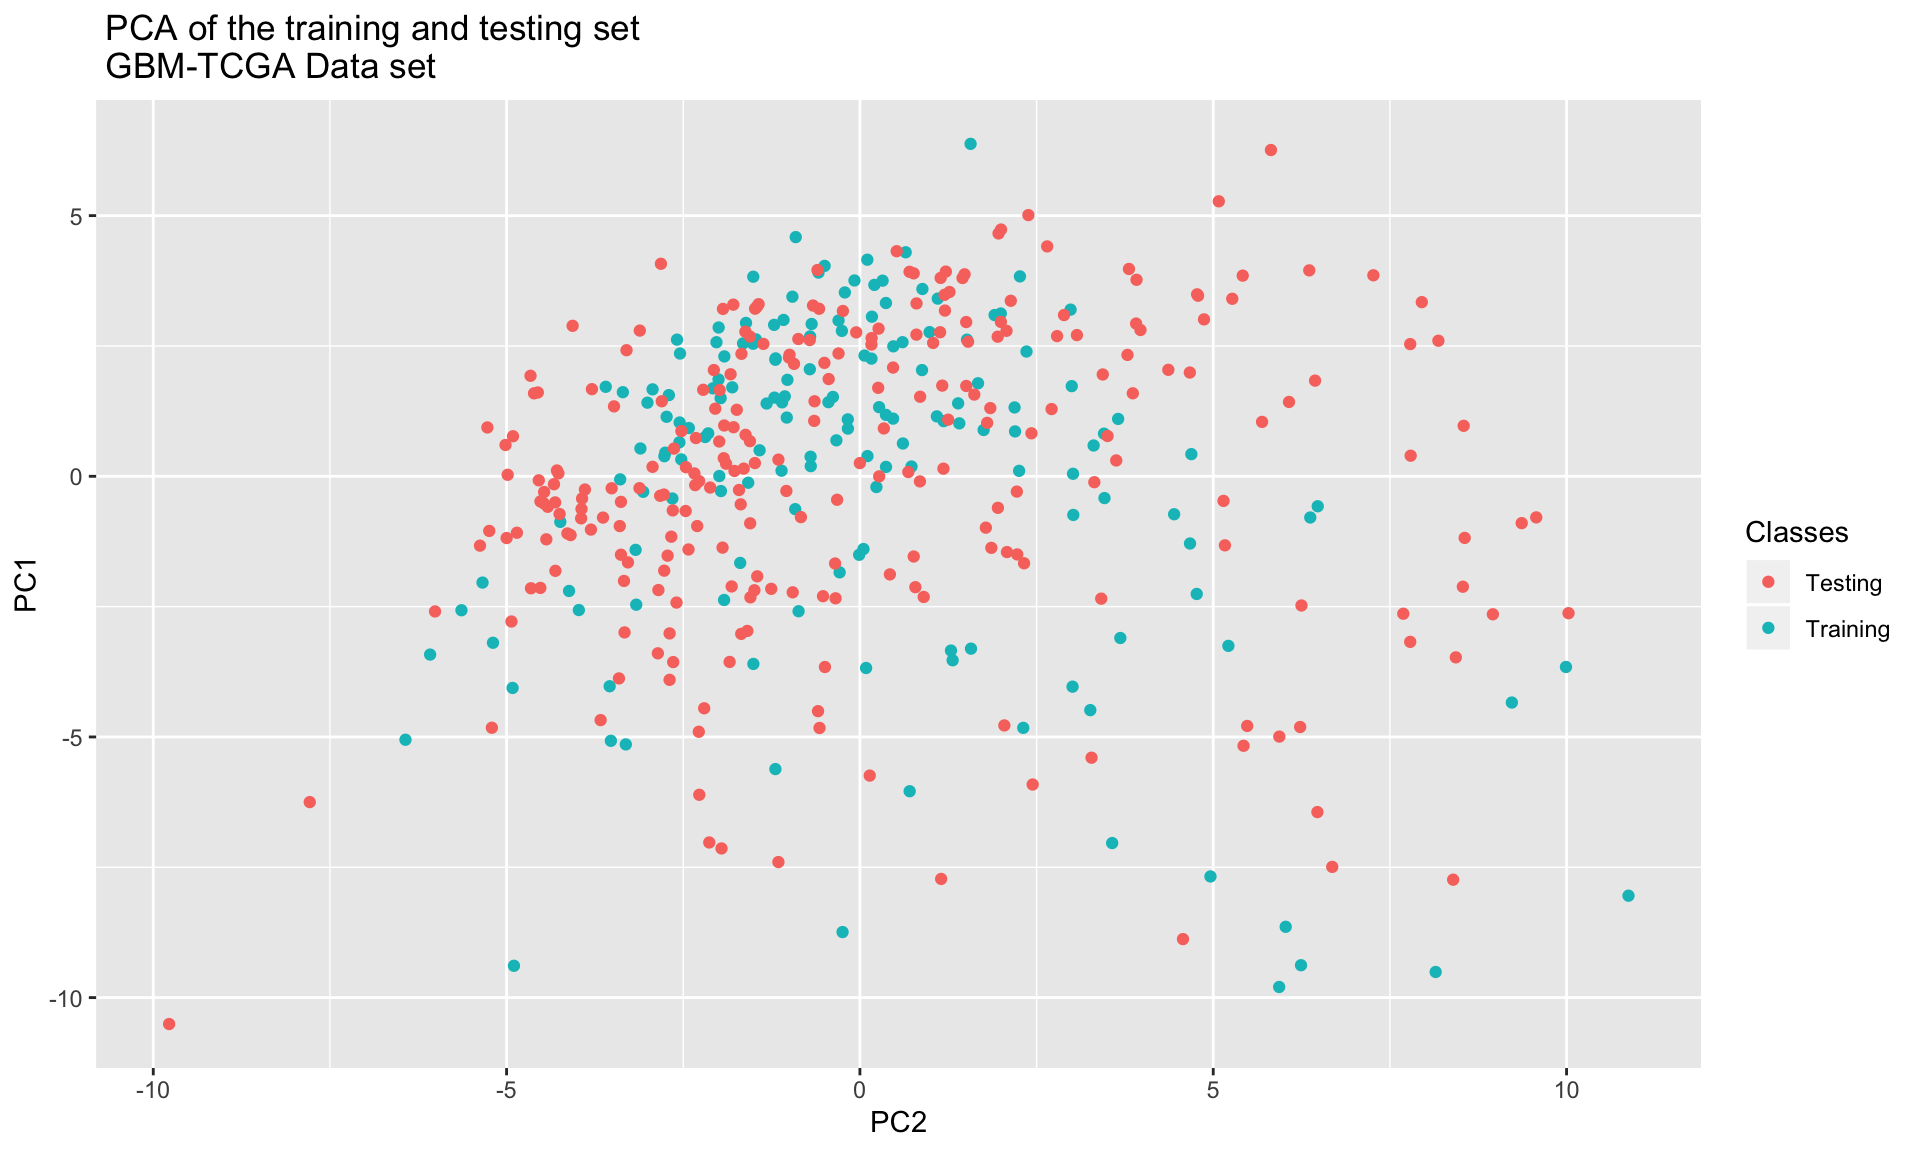 PCA of the training and testing set
GBM-TCGA Data set
5
0
-5
-10
PC1
-10
-5
0
5
10
PC2
Classes
Testing
Training